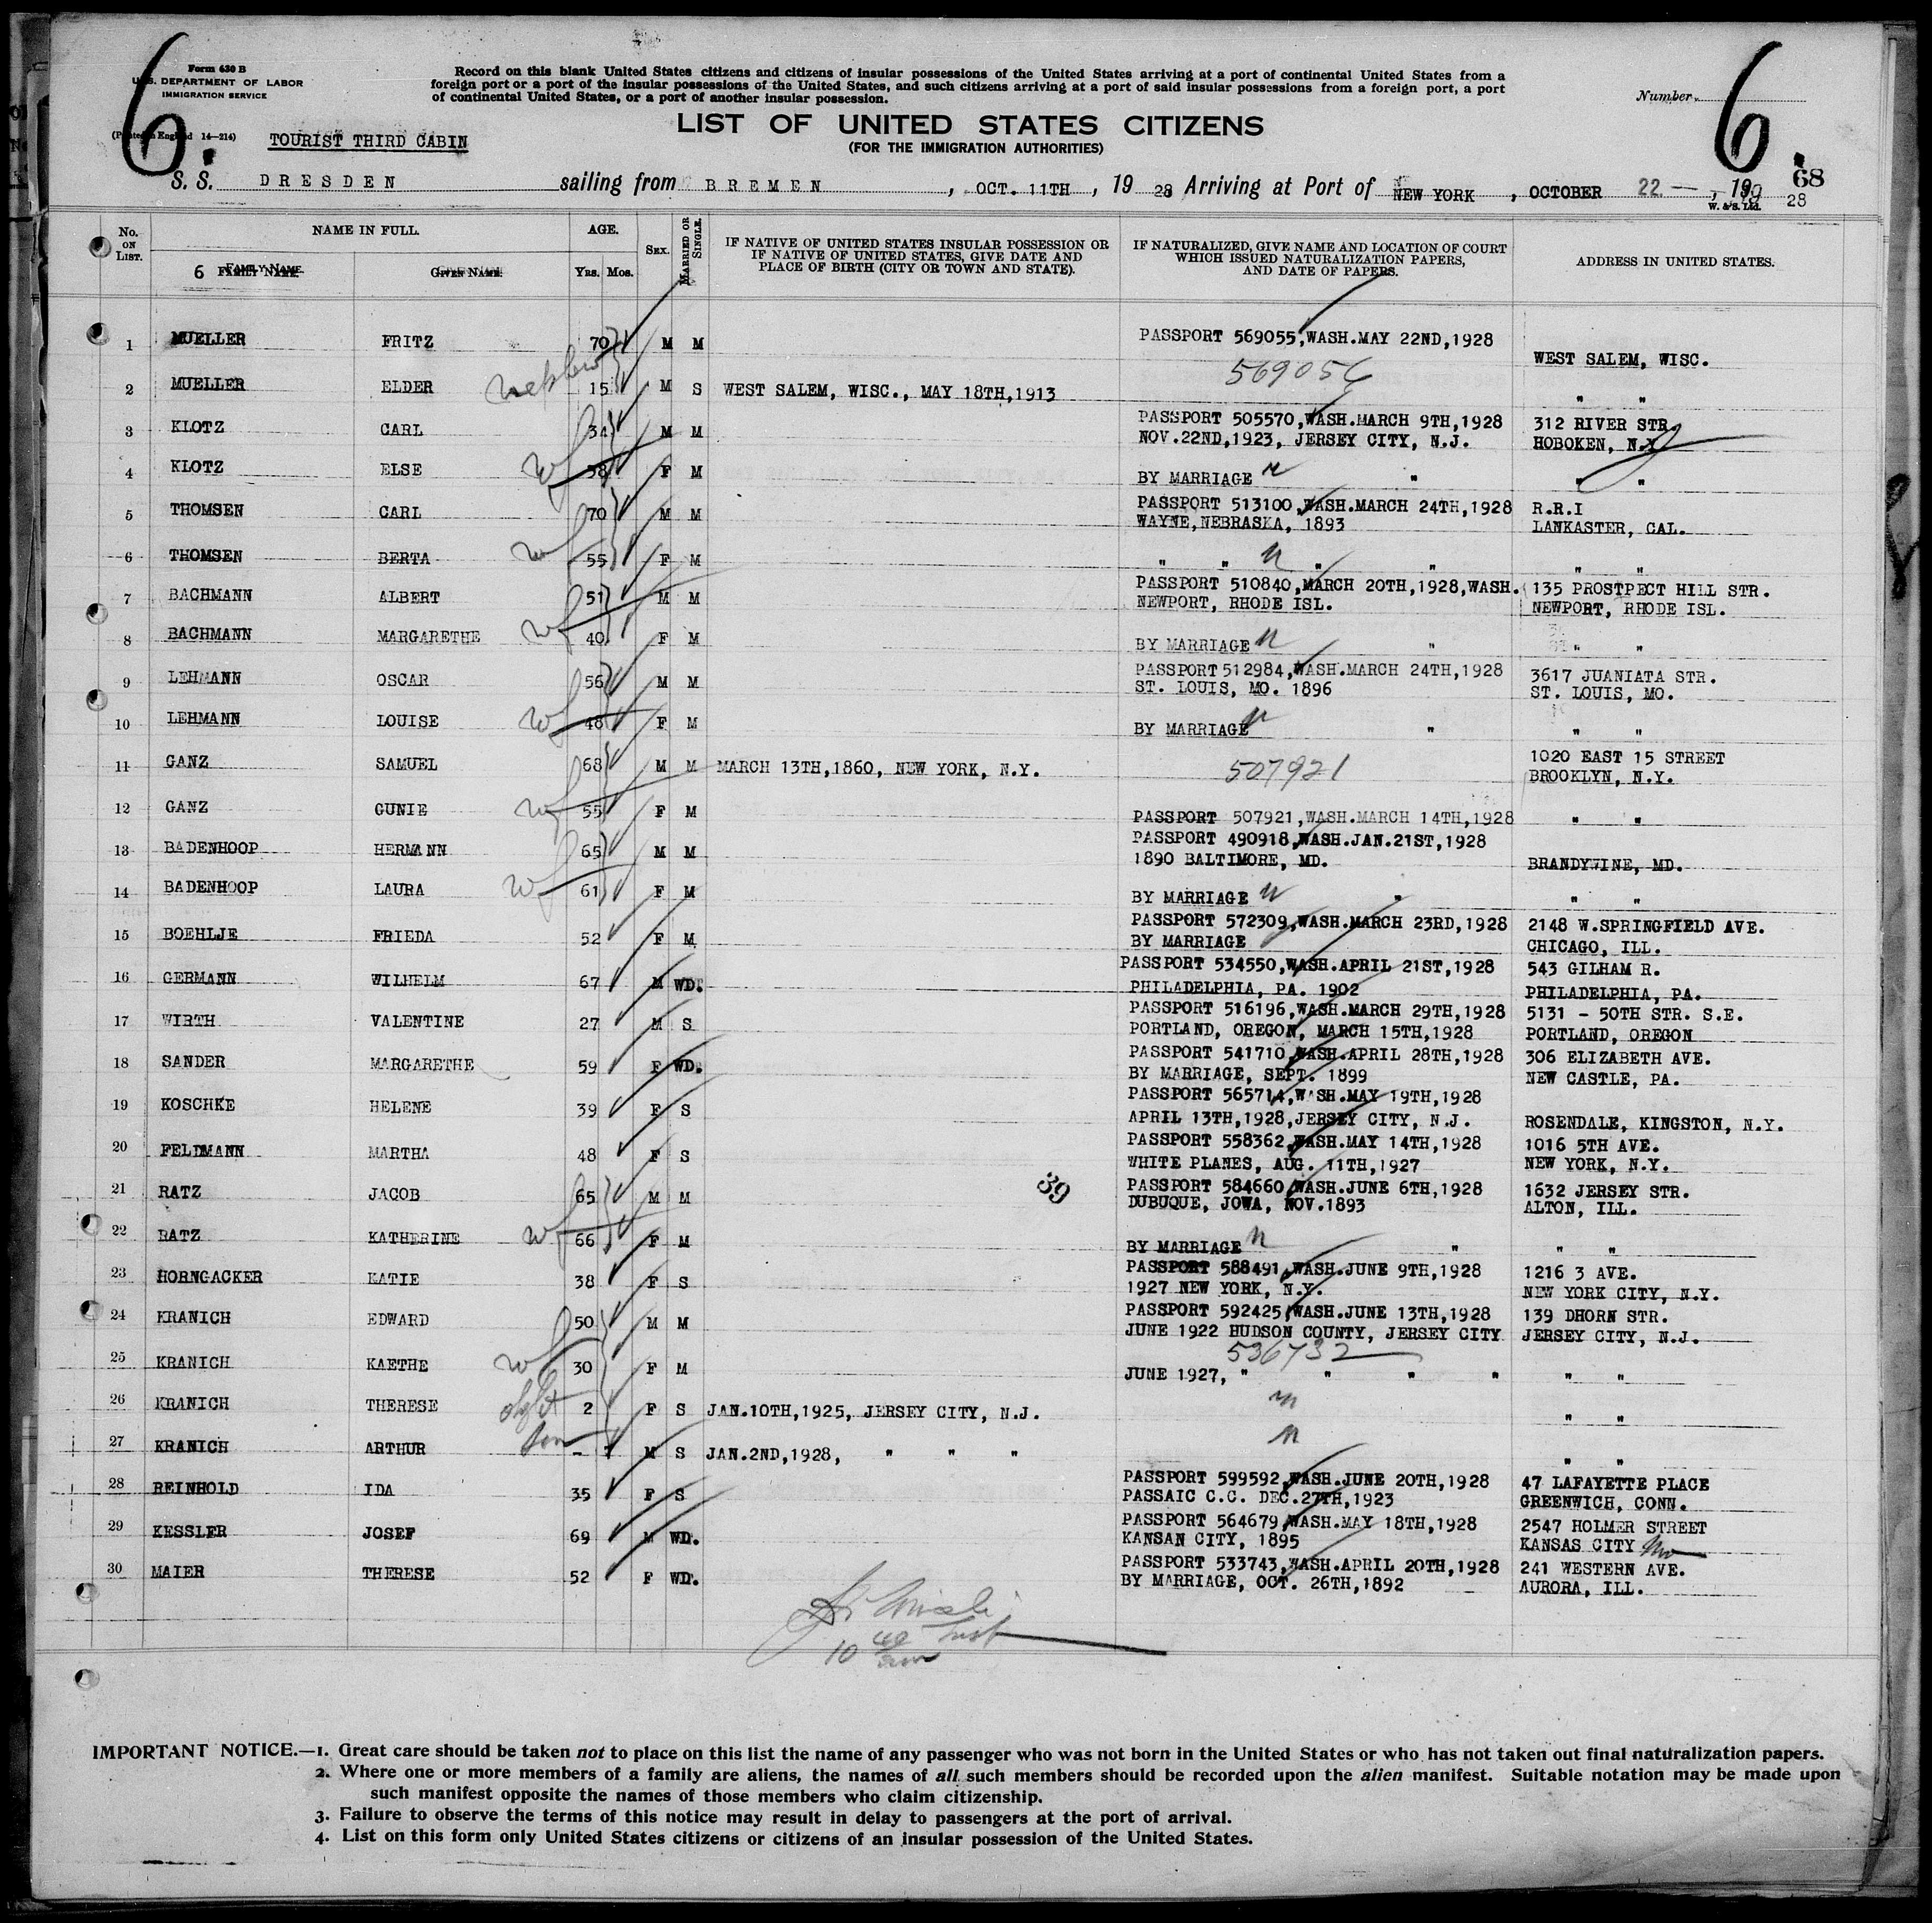 6.
Form 630 B
U.S. DEPARTMENT OF LABOR
IMMIGRATION SERVICE
(Printed in England 14—214)
Record on this blank United States citizens and citizens of insular possessions of the United States arriving at a port of continental United States from a
foreign port or a port of the insular possessions of the United States, and such citizens arriving at a port of said insular possessions from a foreign port, a port
of continental United States, or a port of another insular possession.
Number
6.
68
TOURIST THIRD CABIN
LIST OF UNITED STATES CITIZENS
(FOR THE IMMIGRATION AUTHORITIES)
S. S. DRESDEN sailing from BREMEN, OCT. 11TH, 19 28 Arriving at Port of NEW YORK, OCTOBER 22—, 19 28
W. & S. Ltd.
No. ON LIST. NAME IN FULL. AGE. SEX. MARRIED OR SINGLE. IF NATIVE OF UNITED STATES INSULAR POSSESSION OR IF NATIVE OF UNITED STATES, GIVE DATE AND PLACE OF BIRTH (CITY OR TOWN AND STATE). IF NATURALIZED, GIVE NAME AND LOCATION OF COURT WHICH ISSUED NATURALIZATION PAPERS, AND DATE OF PAPERS. ADDRESS IN UNITED STATES.
6 FAMILY NAME GIVEN NAME YRS. MOS.
1 MUELLER FRITZ 70 M M PASSPORT 569055,WASH.MAY 22ND,1928 WEST SALEM, WISC.
2 MUELLER ELDER nephew 15 M S WEST SALEM, WISC., MAY 18TH,1913 569056 " "
3 KLOTZ CARL 34 M M PASSPORT 505570,WASH.MARCH 9TH,1928 312 RIVER STR.
NOV.22ND,1923, JERSEY CITY, N.J. HOBOKEN, N.Y
4 KLOTZ ELSE wf 38 F M BY MARRIAGE " " "
5 THOMSEN CARL 70 M M PASSPORT 513100,WASH.MARCH 24TH,1928 R.R.I
WAYNE,NEBRASKA, 1893 LANKASTER, CAL.
6 THOMSEN BERTA wf 55 F M " " " " " "
7 BACHMANN ALBERT 51 M M PASSPORT 510840,MARCH 20TH,1928,WASH. 135 PROSTPECT HILL STR.
NEWPORT, RHODE ISL. NEWPORT, RHODE ISL.
8 BACHMANN MARGARETHE wf 40 F M BY MARRIAGE " " "
9 LEHMANN OSCAR 56 M M PASSPORT 512984,WASH.MARCH 24TH,1928 3617 JUANIATA STR.
ST. LOUIS, MO. 1896 ST. LOUIS, MO.
10 LEHMANN LOUISE wf 48 F M BY MARRIAGE " " "
11 GANZ SAMUEL 68 M M MARCH 13TH,1860, NEW YORK, N.Y. 507921 1020 EAST 15 STREET
BROOKLYN, N.Y.
12 GANZ GUNIE wf 55 F M PASSPORT 507921,WASH.MARCH 14TH,1928 " "
13 BADENHOOP HERMANN 65 M M PASSPORT 490918,WASH.JAN.21ST,1928
1890 BALTIMORE, MD. BRANDYWINE, MD.
14 BADENHOOP LAURA wf 61 F M BY MARRIAGE " " "
15 BOEHLJE FRIEDA 52 F M PASSPORT 572309,WASH.MARCH 23RD,1928 2148 W.SPRINGFIELD AVE.
BY MARRIAGE CHICAGO, ILL.
16 GERMANN WILHELM 67 M WD. PASSPORT 534550,WASH.APRIL 21ST,1928 543 GILHAM R.
PHILADELPHIA, PA. 1902 PHILADELPHIA, PA.
17 WIRTH VALENTINE 27 M S PASSPORT 516196,WASH.MARCH 29TH,1928 5131 - 50TH STR. S.E.
PORTLAND, OREGON, MARCH 15TH,1928 PORTLAND, OREGON
18 SANDER MARGARETHE 59 F WD. PASSPORT 541710,WASH.APRIL 28TH,1928 306 ELIZABETH AVE.
BY MARRIAGE, SEPT. 1899 NEW CASTLE, PA.
19 KOSCHKE HELENE 39 F S PASSPORT 565714,WASH.MAY 19TH,1928
APRIL 13TH,1928,JERSEY CITY, N.J. ROSENDALE, KINGSTON, N.Y.
20 FELDMANN MARTHA 48 F S PASSPORT 558362,WASH.MAY 14TH,1928 1016 5TH AVE.
WHITE PLANES, AUG. 11TH,1927 NEW YORK, N.Y.
39
21 RATZ JACOB 65 M M PASSPORT 584660,WASH.JUNE 6TH,1928 1632 JERSEY STR.
DUBUQUE, JOWA, NOV.1893 ALTON, ILL.
22 RATZ KATHERINE wf 66 F M BY MARRIAGE " " "
23 HORNGACKER KATIE 38 F S PASSPORT 588491,WASH.JUNE 9TH,1928 1216 3 AVE.
1927 NEW YORK, N.Y. NEW YORK CITY, N.Y.
24 KRANICH EDWARD 50 M M PASSPORT 592425,WASH.JUNE 13TH,1928 139 DHORN STR.
JUNE 1922 HUDSON COUNTY, JERSEY CITY JERSEY CITY, N.J.
25 KRANICH KAETHE wf 30 F M 536732
JUNE 1927, " " " " " "
26 KRANICH THERESE 2 F S JAN.10TH,1925, JERSEY CITY, N.J. " "
27 KRANICH ARTHUR son - M S JAN.2ND,1928, " " " " "
28 REINHOLD IDA 35 F S PASSPORT 599592,WASH.JUNE 20TH,1928 47 LAFAYETTE PLACE
PASSAIC C.C. DEC.27TH,1923 GREENWICH, CONN.
29 KESSLER JOSEF 69 M WD. PASSPORT 564679,WASH.MAY 18TH,1928 2547 HOLMER STREET
KANSAN CITY, 1895 KANSAS CITY Mo
30 MAIER THERESE 52 F WD. PASSPORT 533743,WASH.APRIL 20TH,1928 241 WESTERN AVE.
BY MARRIAGE, OCT. 26TH,1892 AURORA, ILL.
10
IMPORTANT NOTICE.—1. Great care should be taken not to place on this list the name of any passenger who was not born in the United States or who has not taken out final naturalization papers.
2. Where one or more members of a family are aliens, the names of all such members should be recorded upon the alien manifest. Suitable notation may be made upon
such manifest opposite the names of those members who claim citizenship.
3. Failure to observe the terms of this notice may result in delay to passengers at the port of arrival.
4. List on this form only United States citizens or citizens of an insular possession of the United States.